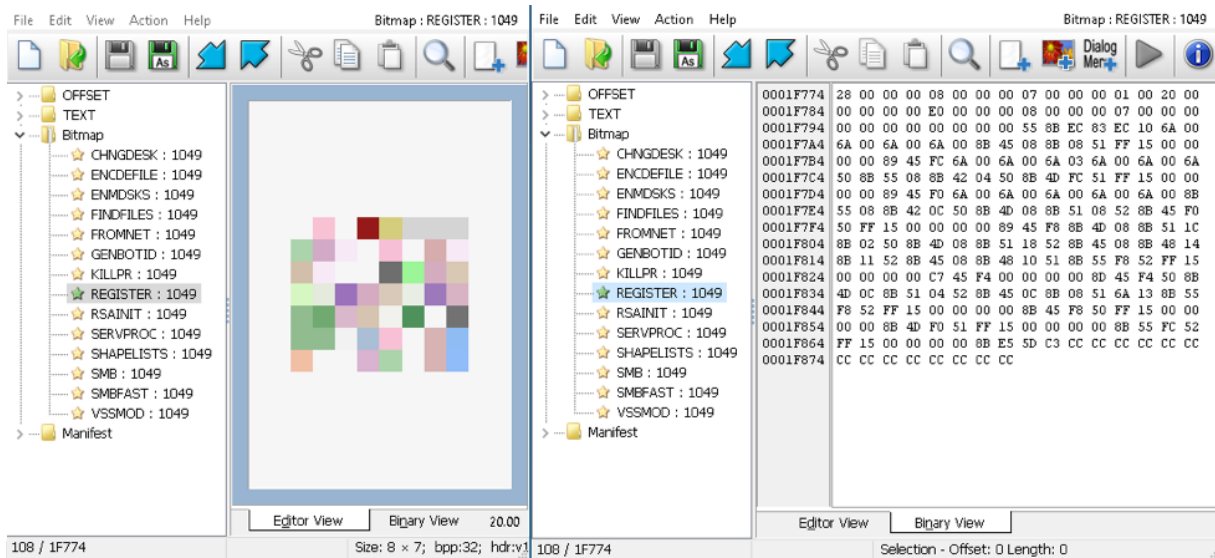 File Edit View Action Help Bitmap : REGISTER : 1049
As
OFFSET
TEXT
Bitmap
CHNGDESK : 1049
ENCDEFILE : 1049
ENMDSKS : 1049
FINDFILES : 1049
FROMNET : 1049
GENBOTID : 1049
KILLPR : 1049
REGISTER : 1049
RSAINIT : 1049
SERVPROC : 1049
SHAPELISTS : 1049
SMB : 1049
SMBFAST : 1049
VSSMOD : 1049
Manifest
Editor View Binary View 20.00
108 / 1F774 Size: 8 × 7; bpp:32; hdr:v1
File Edit View Action Help Bitmap : REGISTER : 1049
As Dialog Men
OFFSET
TEXT
Bitmap
CHNGDESK : 1049
ENCDEFILE : 1049
ENMDSKS : 1049
FINDFILES : 1049
FROMNET : 1049
GENBOTID : 1049
KILLPR : 1049
REGISTER : 1049
RSAINIT : 1049
SERVPROC : 1049
SHAPELISTS : 1049
SMB : 1049
SMBFAST : 1049
VSSMOD : 1049
Manifest
0001F774 28 00 00 00 08 00 00 00 07 00 00 00 01 00 20 00
0001F784 00 00 00 00 E0 00 00 00 08 00 00 00 07 00 00 00
0001F794 00 00 00 00 00 00 00 00 55 8B EC 83 EC 10 6A 00
0001F7A4 6A 00 6A 00 6A 00 8B 45 08 8B 08 51 FF 15 00 00
0001F7B4 00 00 89 45 FC 6A 00 6A 00 6A 03 6A 00 6A 00 6A
0001F7C4 50 8B 55 08 8B 42 04 50 8B 4D FC 51 FF 15 00 00
0001F7D4 00 00 89 45 F0 6A 00 6A 00 6A 00 6A 00 6A 00 8B
0001F7E4 55 08 8B 42 0C 50 8B 4D 08 8B 51 08 52 8B 45 F0
0001F7F4 50 FF 15 00 00 00 00 89 45 F8 8B 4D 08 8B 51 1C
0001F804 8B 02 50 8B 4D 08 8B 51 18 52 8B 45 08 8B 48 14
0001F814 8B 11 52 8B 45 08 8B 48 10 51 8B 55 F8 52 FF 15
0001F824 00 00 00 00 C7 45 F4 00 00 00 00 8D 45 F4 50 8B
0001F834 4D 0C 8B 51 04 52 8B 45 0C 8B 08 51 6A 13 8B 55
0001F844 F8 52 FF 15 00 00 00 00 8B 45 F8 50 FF 15 00 00
0001F854 00 00 8B 4D F0 51 FF 15 00 00 00 00 8B 55 FC 52
0001F864 FF 15 00 00 00 00 8B E5 5D C3 CC CC CC CC CC CC
0001F874 CC CC CC CC CC CC CC CC
Editor View Binary View
108 / 1F774 Selection - Offset: 0 Length: 0